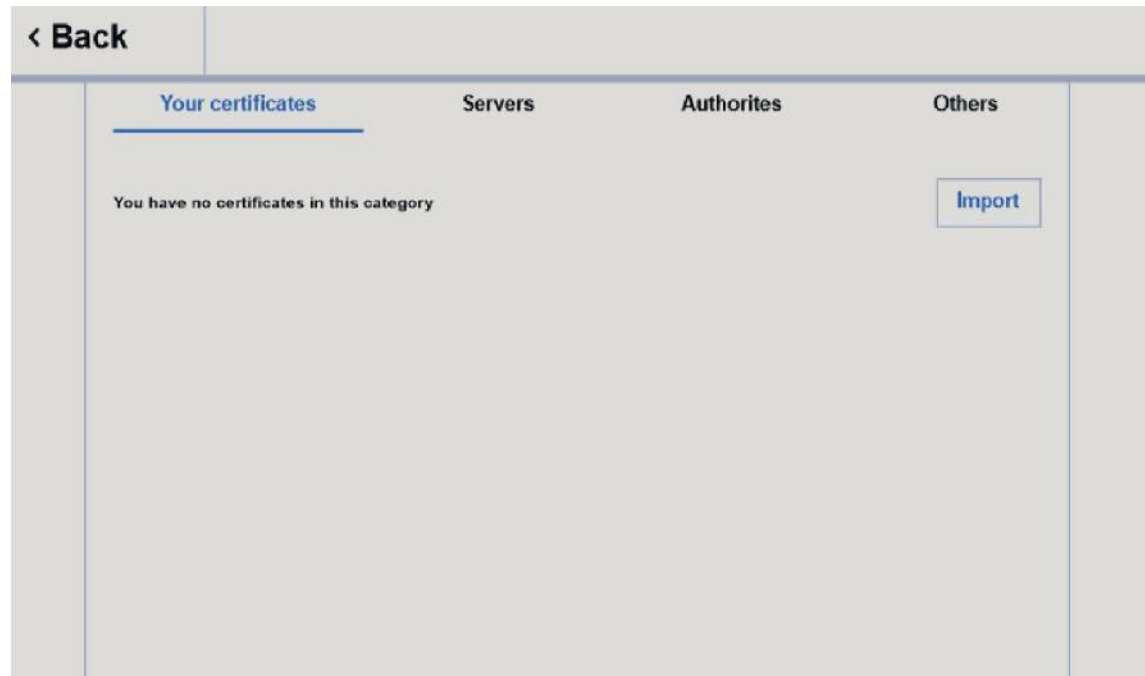 < Back
Your certificates Servers Authorites Others
You have no certificates in this category Import